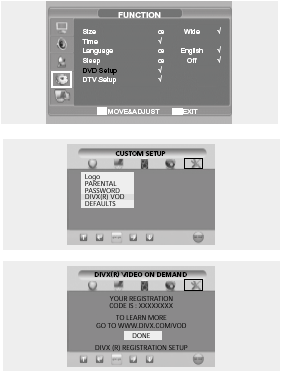 FUNCTION
Size œ Wide √
Time √
Language œ English √
Sleep œ Off √
DVD Setup √
DTV Setup √
MOVE&ADJUST EXIT
CUSTOM SETUP
Logo
PARENTAL
PASSWORD
DIVX(R) VOD
DEFAULTS
DIVX(R) VIDEO ON DEMAND
YOUR REGISTRATION
CODE IS : XXXXXXXX
TO LEARN MORE
GO TO WWW.DIVX.COM/VOD
DONE
DIVX (R) REGISTRATION SETUP